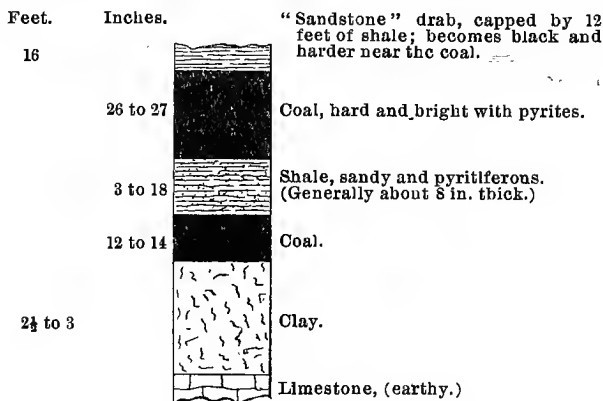 Feet. Inches. "Sandstone" drab, capped by 12
feet of shale; becomes black and
16 harder near the coal.
26 to 27 Coal, hard and bright with pyrites.
3 to 18 Shale, sandy and pyritiferous.
(Generally about 8 in. thick.)
12 to 14 Coal.
2½ to 3 Clay.
Limestone, (earthy.)